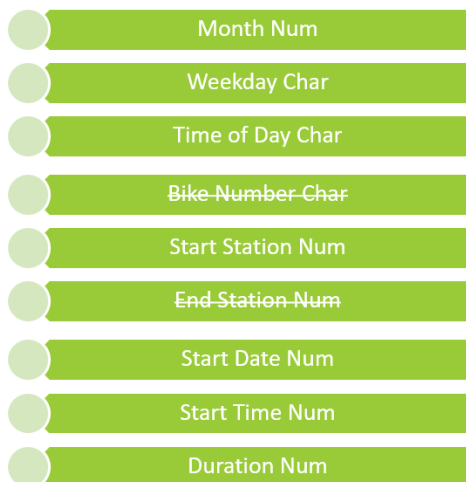 Month Num
Weekday Char
Time of Day Char
Bike Number Char
Start Station Num
End Station Num
Start Date Num
Start Time Num
Duration Num